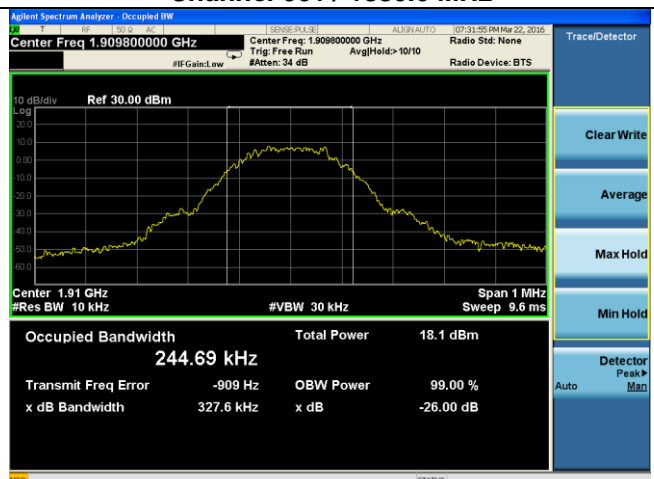 Agilent Spectrum Analyzer - Occupied BW
T RF 50 Ω AC SENSE:PULSE ALIGN AUTO 07:31:55 PM Mar 22, 2016
Center Freq 1.909800000 GHz
Center Freq: 1.909800000 GHz Radio Std: None
Trig: Free Run Avg|Hold:> 10/10
#IFGain:Low #Atten: 34 dB Radio Device: BTS
Trace/Detector
10 dB/div Ref 30.00 dBm
Log
20.0
10.0
0.00
-10.0
-20.0
-30.0
-40.0
-50.0
-60.0
Center 1.91 GHz Span 1 MHz
#Res BW 10 kHz #VBW 30 kHz Sweep 9.6 ms
Occupied Bandwidth Total Power 18.1 dBm
244.69 kHz
Transmit Freq Error -909 Hz OBW Power 99.00 %
x dB Bandwidth 327.6 kHz x dB -26.00 dB
Clear Write
Average
Max Hold
Min Hold
Detector
Peak▶
Auto Man